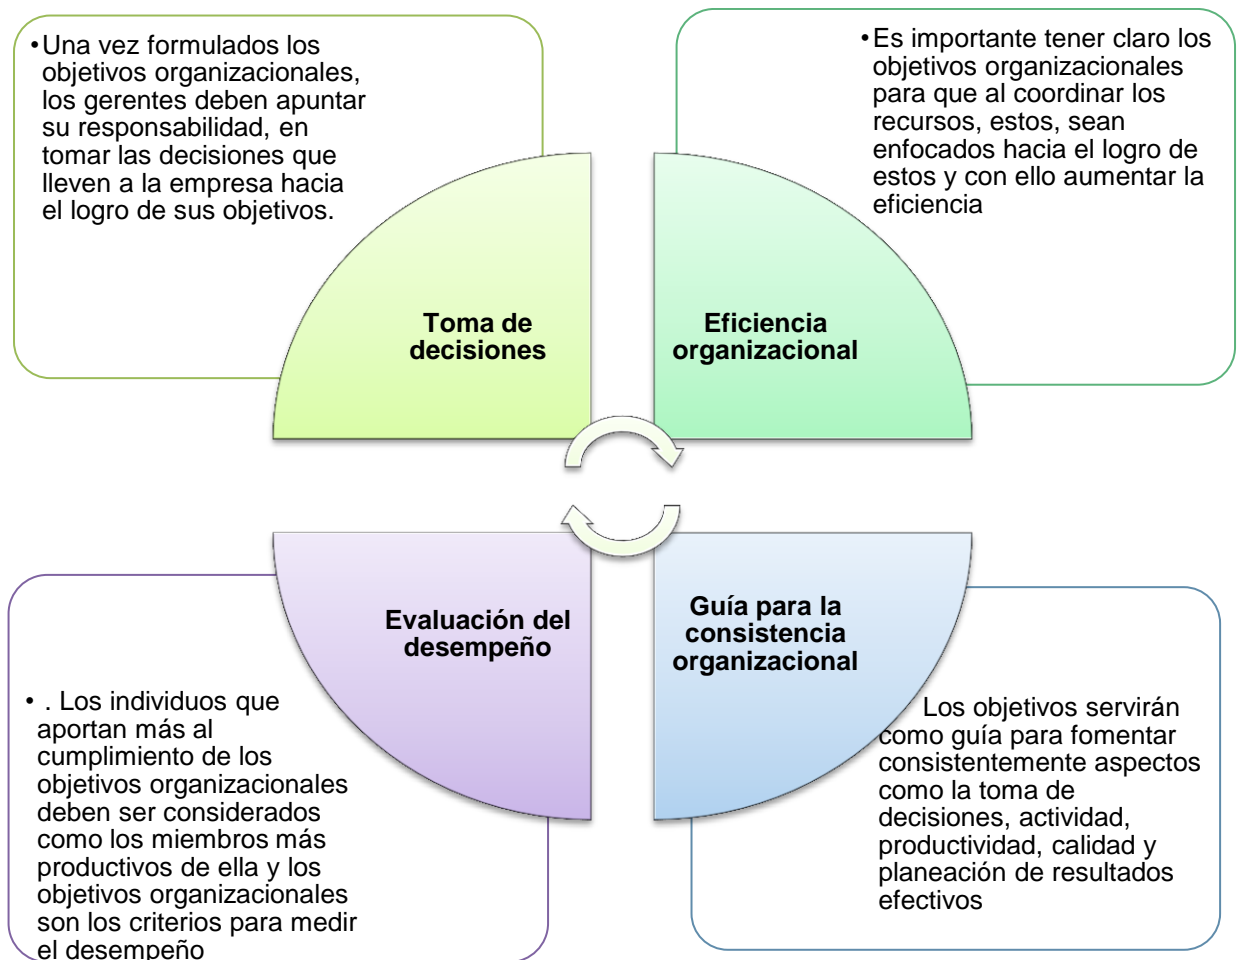 •Una vez formulados los
objetivos organizacionales,
los gerentes deben apuntar
su responsabilidad, en
tomar las decisiones que
lleven a la empresa hacia
el logro de sus objetivos.
•Es importante tener claro los
objetivos organizacionales
para que al coordinar los
recursos, estos, sean
enfocados hacia el logro de
estos y con ello aumentar la
eficiencia
Toma de
decisiones
Eficiencia
organizacional
Evaluación del
desempeño
Guía para la
consistencia
organizacional
• . Los individuos que
aportan más al
cumplimiento de los
objetivos organizacionales
deben ser considerados
como los miembros más
productivos de ella y los
objetivos organizacionales
son los criterios para medir
el desempeño
Los objetivos servirán
como guía para fomentar
consistentemente aspectos
como la toma de
decisiones, actividad,
productividad, calidad y
planeación de resultados
efectivos